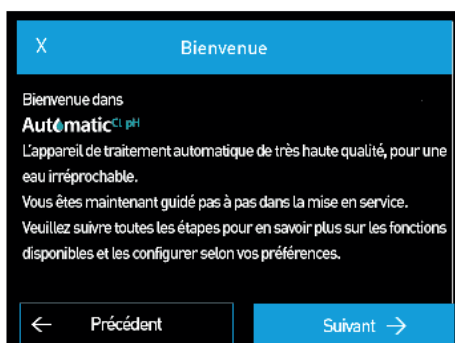 X Bienvenue
Bienvenue dans
Automatic Cl pH
L'appareil de traitement automatique de très haute qualité, pour une
eau irréprochable.
Vous êtes maintenant guidé pas à pas dans la mise en service.
Veuillez suivre toutes les étapes pour en savoir plus sur les fonctions
disponibles et les configurer selon vos préférences.
← Précédent Suivant →